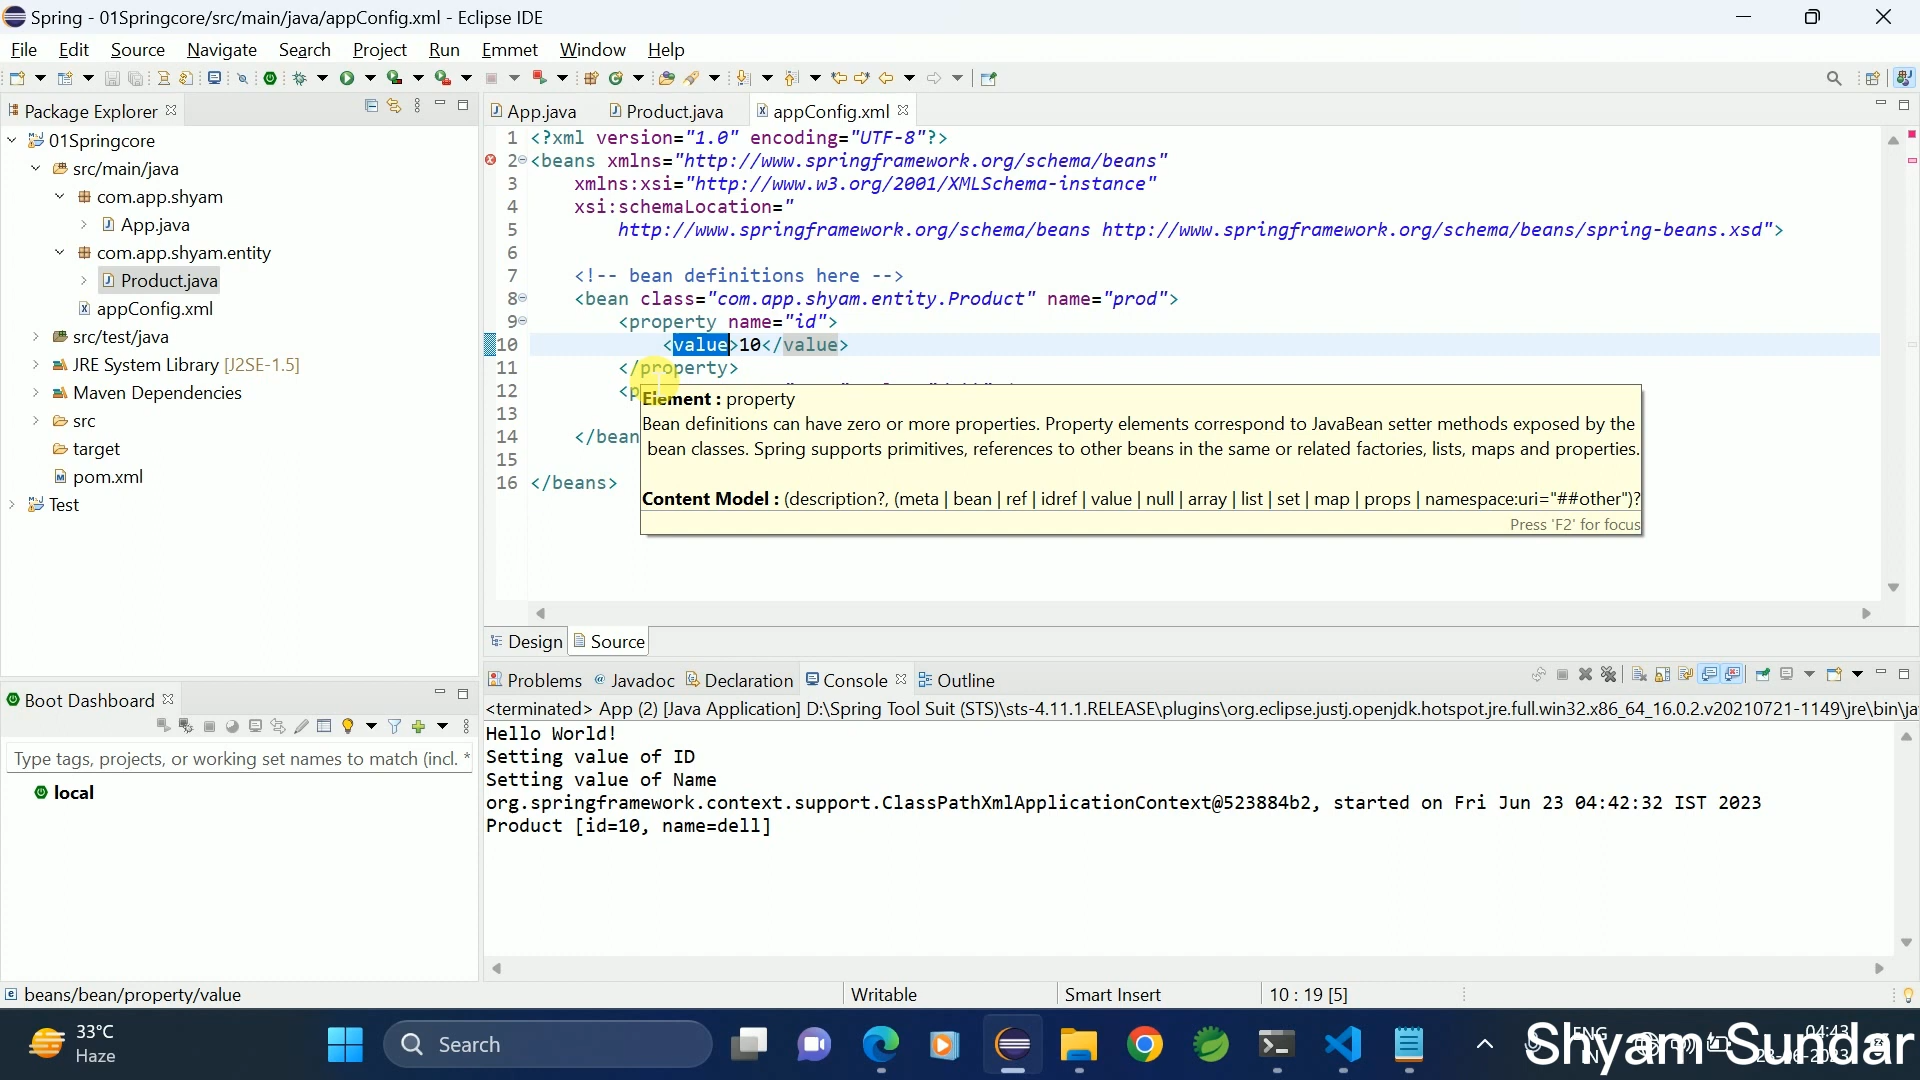 Spring - 01Springcore/src/main/java/appConfig.xml - Eclipse IDE
File Edit Source Navigate Search Project Run Emmet Window Help
Package Explorer
01Springcore
src/main/java
com.app.shyam
App.java
com.app.shyam.entity
Product.java
appConfig.xml
src/test/java
JRE System Library [J2SE-1.5]
Maven Dependencies
src
target
pom.xml
Test
App.java Product.java appConfig.xml
1 <?xml version="1.0" encoding="UTF-8"?>
2 <beans xmlns="http://www.springframework.org/schema/beans"
3 xmlns:xsi="http://www.w3.org/2001/XMLSchema-instance"
4 xsi:schemaLocation="
5 http://www.springframework.org/schema/beans http://www.springframework.org/schema/beans/spring-beans.xsd">
6
7 <!-- bean definitions here -->
8 <bean class="com.app.shyam.entity.Product" name="prod">
9 <property name="id">
10 <value>10</value>
11 </property>
12 <p
13
14 </bean
15
16 </beans>
Element : property
Bean definitions can have zero or more properties. Property elements correspond to JavaBean setter methods exposed by the
bean classes. Spring supports primitives, references to other beans in the same or related factories, lists, maps and properties.
Content Model : (description?, (meta | bean | ref | idref | value | null | array | list | set | map | props | namespace:uri="##other")?
Press 'F2' for focus
Design Source
Boot Dashboard
Type tags, projects, or working set names to match (incl. *
local
Problems Javadoc Declaration Console Outline
<terminated> App (2) [Java Application] D:\Spring Tool Suit (STS)\sts-4.11.1.RELEASE\plugins\org.eclipse.justj.openjdk.hotspot.jre.full.win32.x86_64_16.0.2.v20210721-1149\jre\bin\ja
Hello World!
Setting value of ID
Setting value of Name
org.springframework.context.support.ClassPathXmlApplicationContext@523884b2, started on Fri Jun 23 04:42:32 IST 2023
Product [id=10, name=dell]
beans/bean/property/value Writable Smart Insert 10 : 19 [5]
33°C
Haze
Search
ENG
04:43
23-06-2023
Shyam Sundar